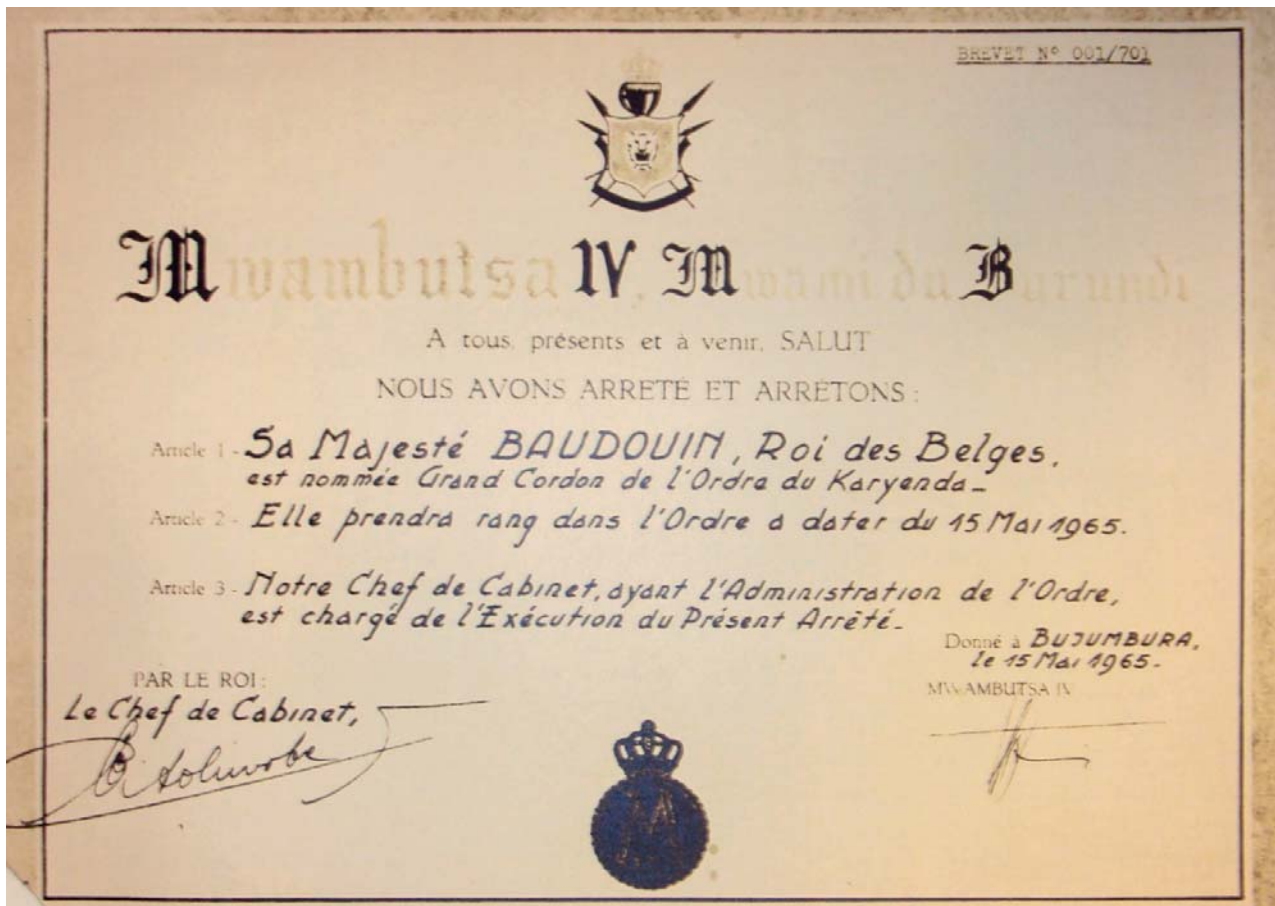 BREVET Nº 001/701
Mwambutsa IV, Mwami du Burundi
A tous, présents et à venir, SALUT
NOUS AVONS ARRETÉ ET ARRÊTONS :
Article 1 - Sa Majesté BAUDOUIN, Roi des Belges,
est nommée Grand Cordon de l'Ordre du Karyenda_
Article 2 - Elle prendra rang dans l'Ordre à dater du 15 Mai 1965.
Article 3 - Notre Chef de Cabinet, ayant l'Administration de l'Ordre,
est chargé de l'Exécution du Présent Arrêté_
Donné à BUJUMBURA,
le 15 Mai 1965.
PAR LE ROI :
Le Chef de Cabinet,
MWAMBUTSA IV